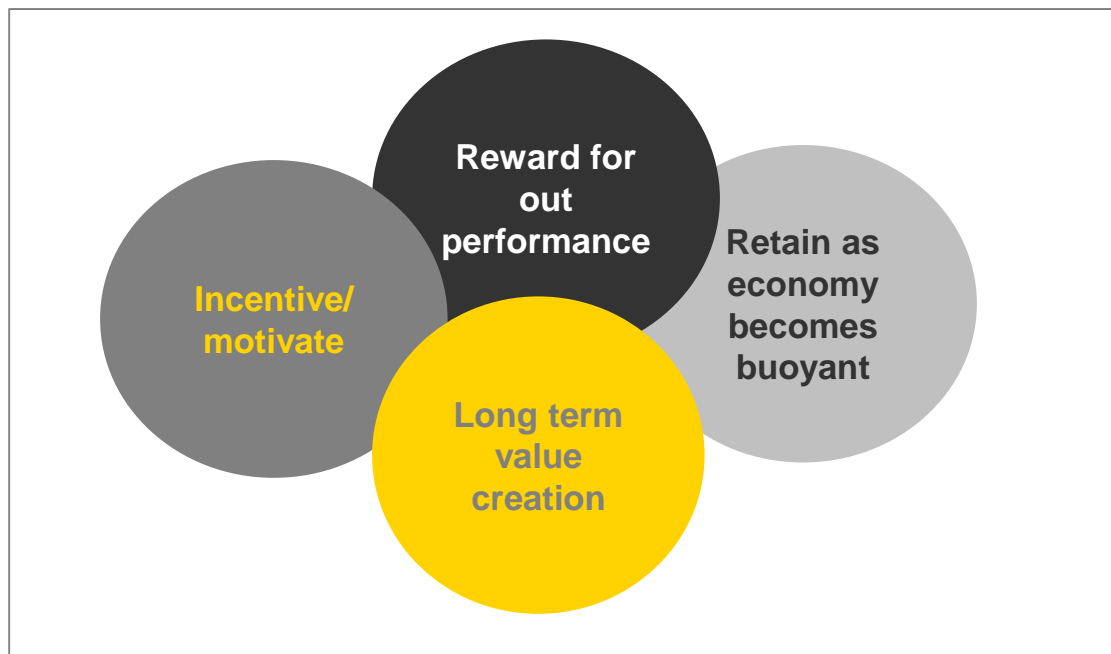 Reward for
out
performance
Incentive/
motivate
Retain as
economy
becomes
buoyant
Long term
value
creation